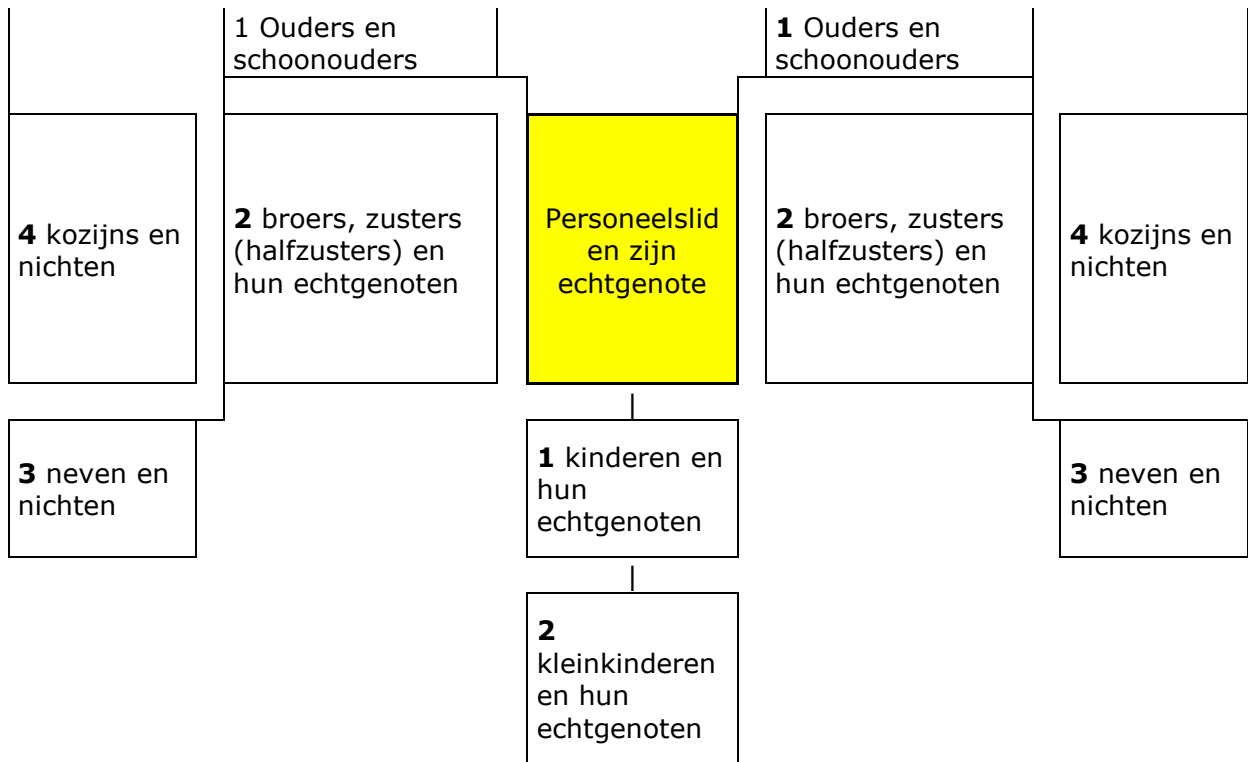 1 Ouders en
schoonouders
1 Ouders en
schoonouders
4 kozijns en
nichten
2 broers, zusters
(halfzusters) en
hun echtgenoten
Personeelslid
en zijn
echtgenote
2 broers, zusters
(halfzusters) en
hun echtgenoten
4 kozijns en
nichten
3 neven en
nichten
1 kinderen en
hun
echtgenoten
3 neven en
nichten
2
kleinkinderen
en hun
echtgenoten